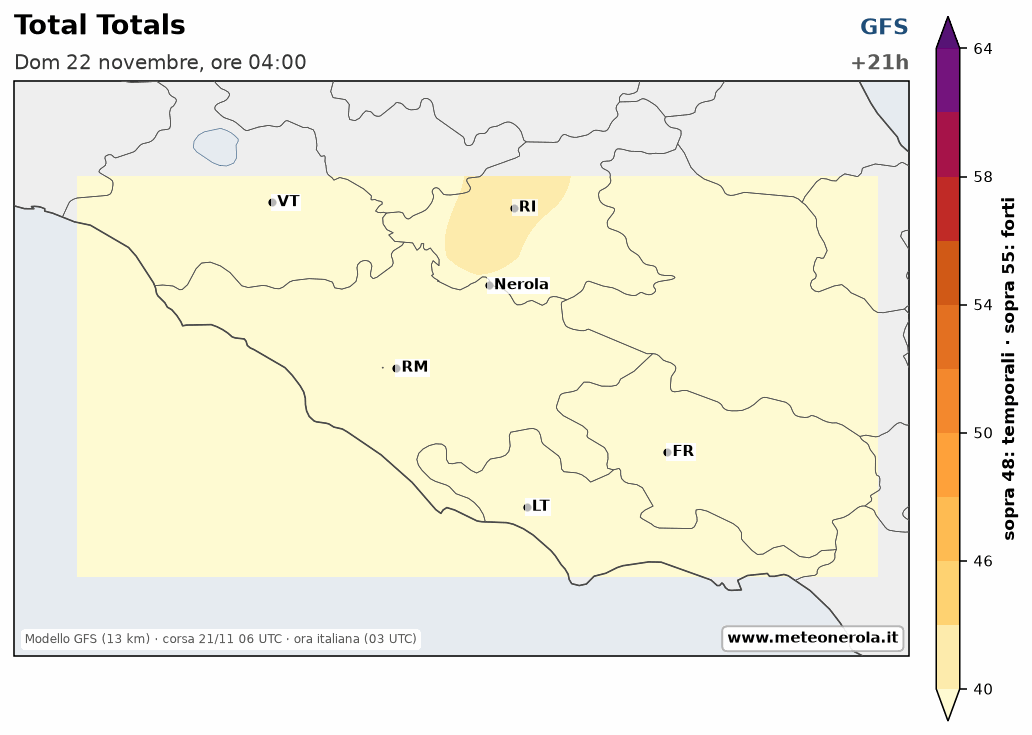 Total Totals
GFS
Dom 22 novembre, ore 04:00
+21h
VT
RI
Nerola
RM
FR
LT
Modello GFS (13 km) · corsa 21/11 06 UTC · ora italiana (03 UTC)
www.meteonerola.it
64
58
54
50
46
40
sopra 48: temporali · sopra 55: forti